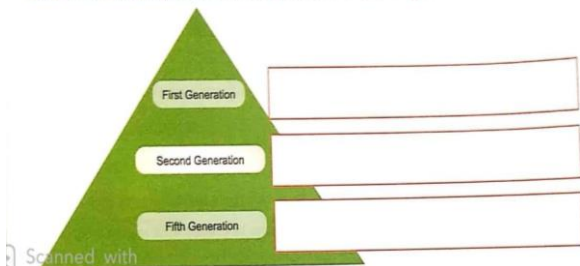 First Generation
Second Generation
Fifth Generation
Scanned with